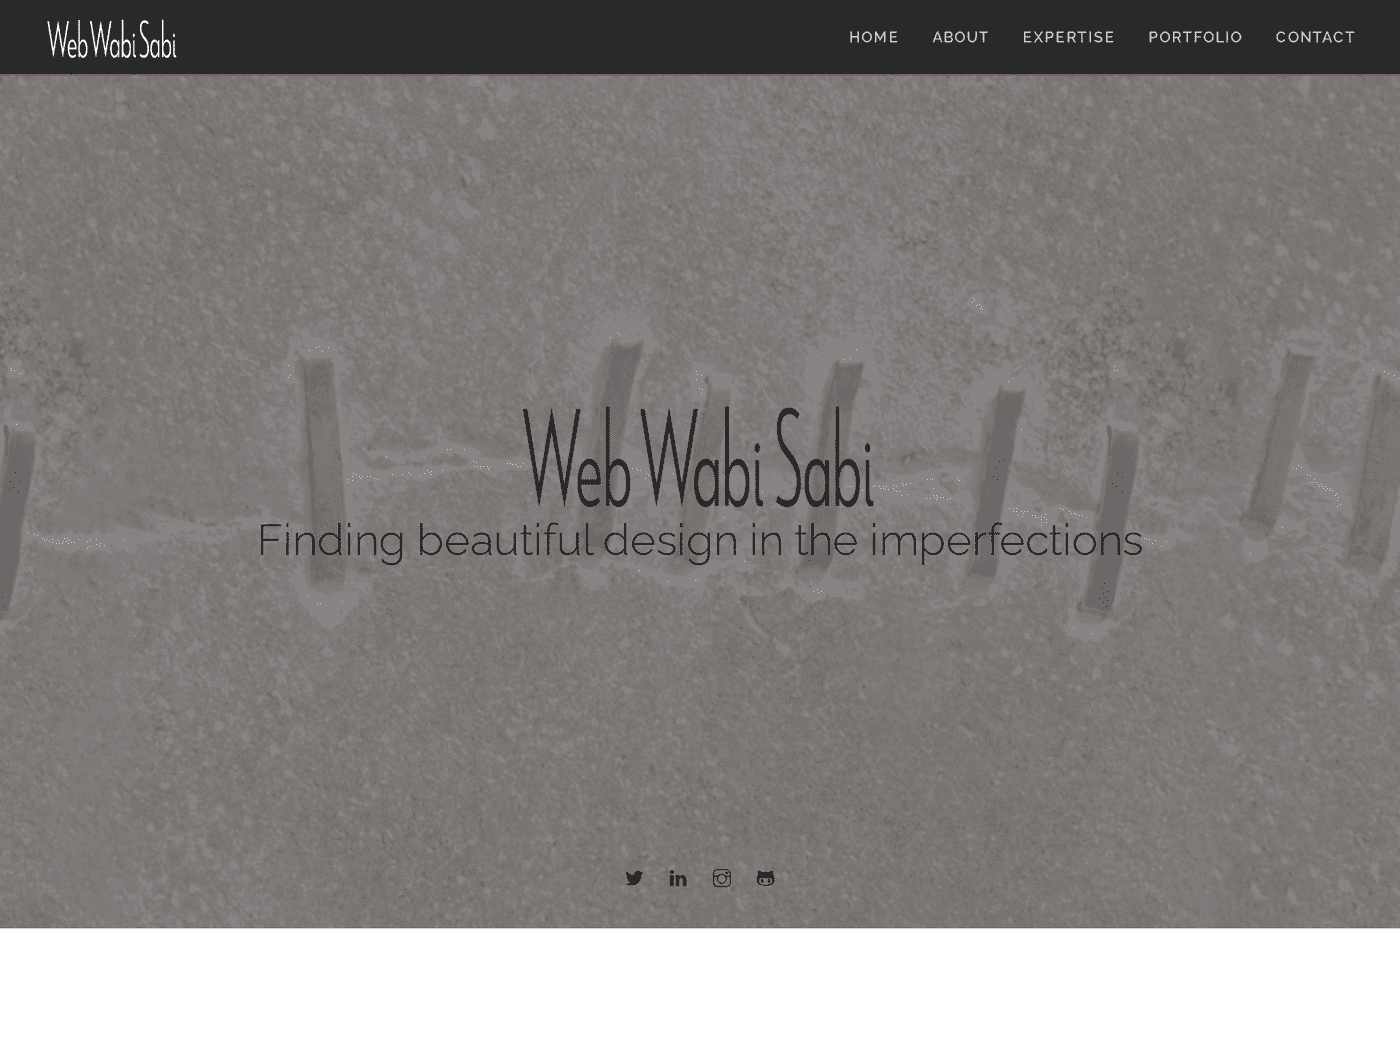 Web Wabi Sabi
HOME ABOUT EXPERTISE PORTFOLIO CONTACT
Web Wabi Sabi
Finding beautiful design in the imperfections